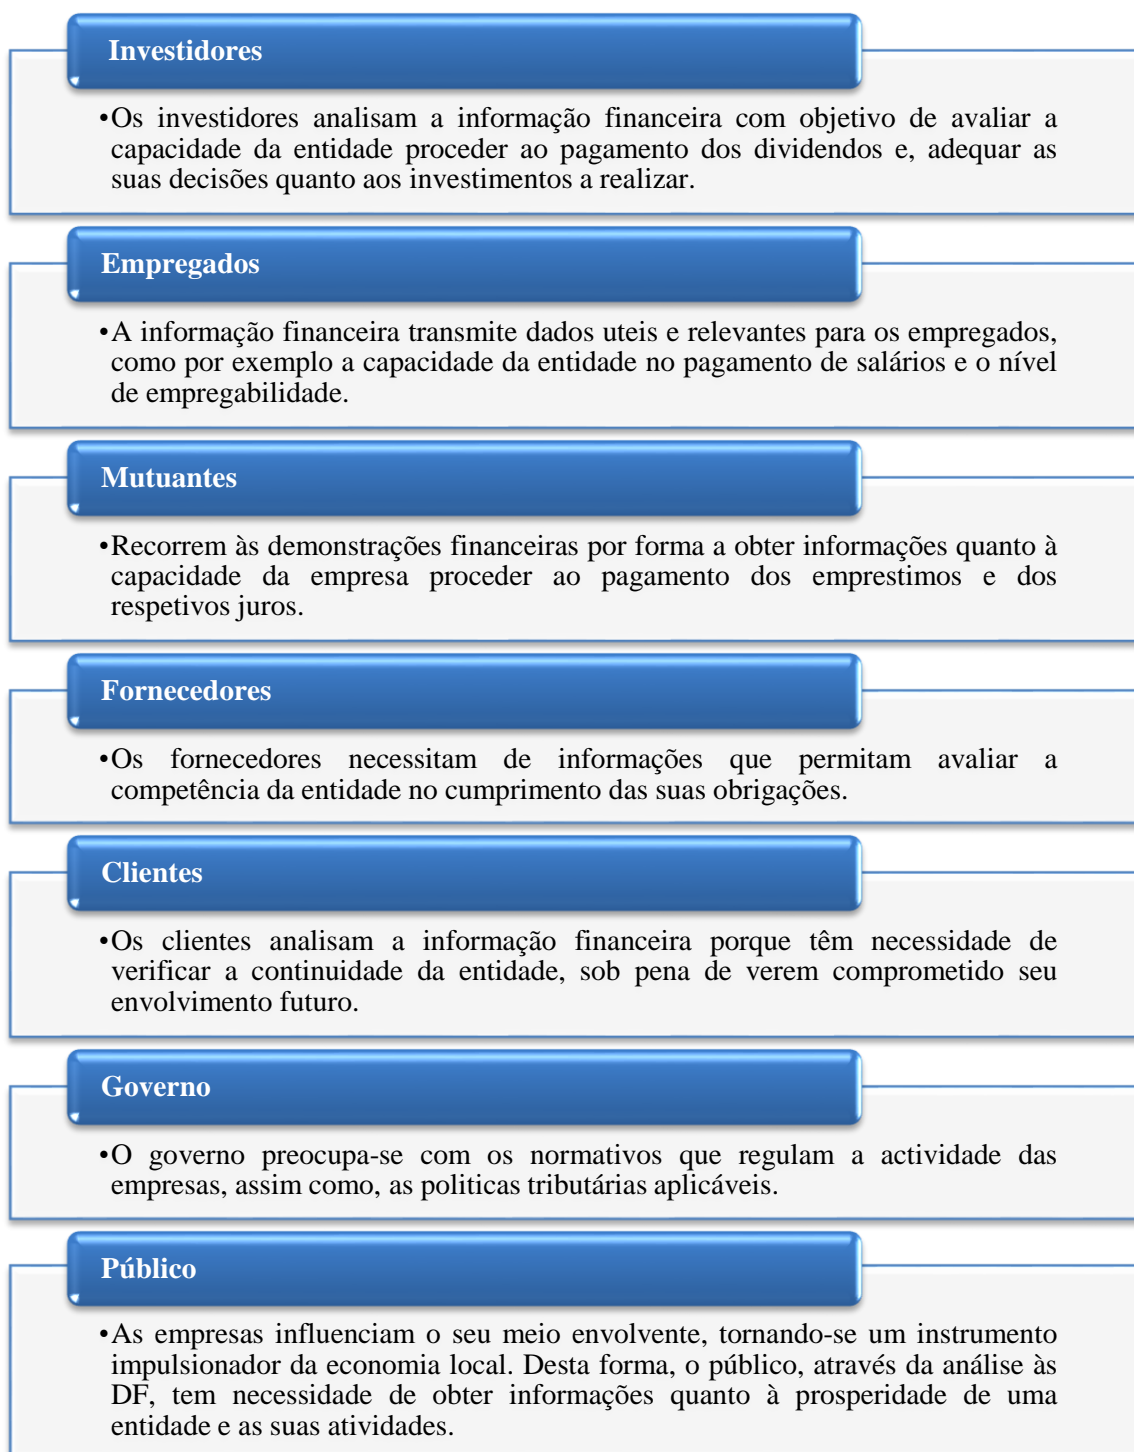 Investidores
•Os investidores analisam a informação financeira com objetivo de avaliar a
capacidade da entidade proceder ao pagamento dos dividendos e, adequar as
suas decisões quanto aos investimentos a realizar.
Empregados
•A informação financeira transmite dados uteis e relevantes para os empregados,
como por exemplo a capacidade da entidade no pagamento de salários e o nível
de empregabilidade.
Mutuantes
•Recorrem às demonstrações financeiras por forma a obter informações quanto à
capacidade da empresa proceder ao pagamento dos emprestimos e dos
respetivos juros.
Fornecedores
•Os fornecedores necessitam de informações que permitam avaliar a
competência da entidade no cumprimento das suas obrigações.
Clientes
•Os clientes analisam a informação financeira porque têm necessidade de
verificar a continuidade da entidade, sob pena de verem comprometido seu
envolvimento futuro.
Governo
•O governo preocupa-se com os normativos que regulam a actividade das
empresas, assim como, as politicas tributárias aplicáveis.
Público
•As empresas influenciam o seu meio envolvente, tornando-se um instrumento
impulsionador da economia local. Desta forma, o público, através da análise às
DF, tem necessidade de obter informações quanto à prosperidade de uma
entidade e as suas atividades.